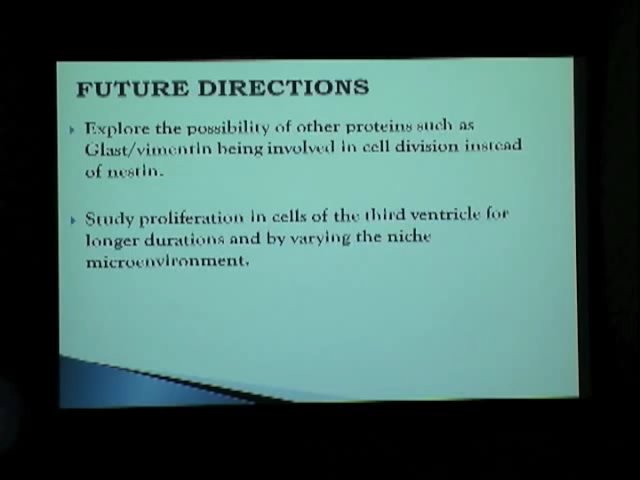 FUTURE DIRECTIONS
Explore the possibility of other proteins such as
Glast/vimentin being involved in cell division instead
of nestin.
Study proliferation in cells of the third ventricle for
longer durations and by varying the niche
microenvironment.